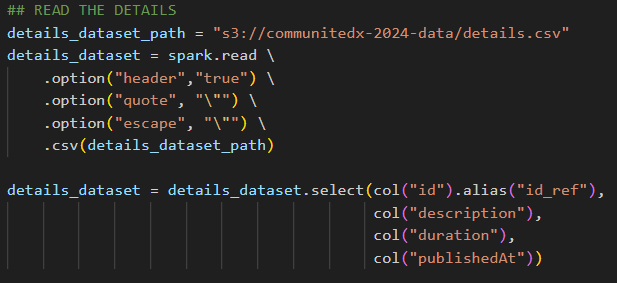 ## READ THE DETAILS
details_dataset_path = "s3://communitedx-2024-data/details.csv"
details_dataset = spark.read \
    .option("header","true") \
    .option("quote", "\"") \
    .option("escape", "\"") \
    .csv(details_dataset_path)

details_dataset = details_dataset.select(col("id").alias("id_ref"),
                                         col("description"),
                                         col("duration"),
                                         col("publishedAt"))